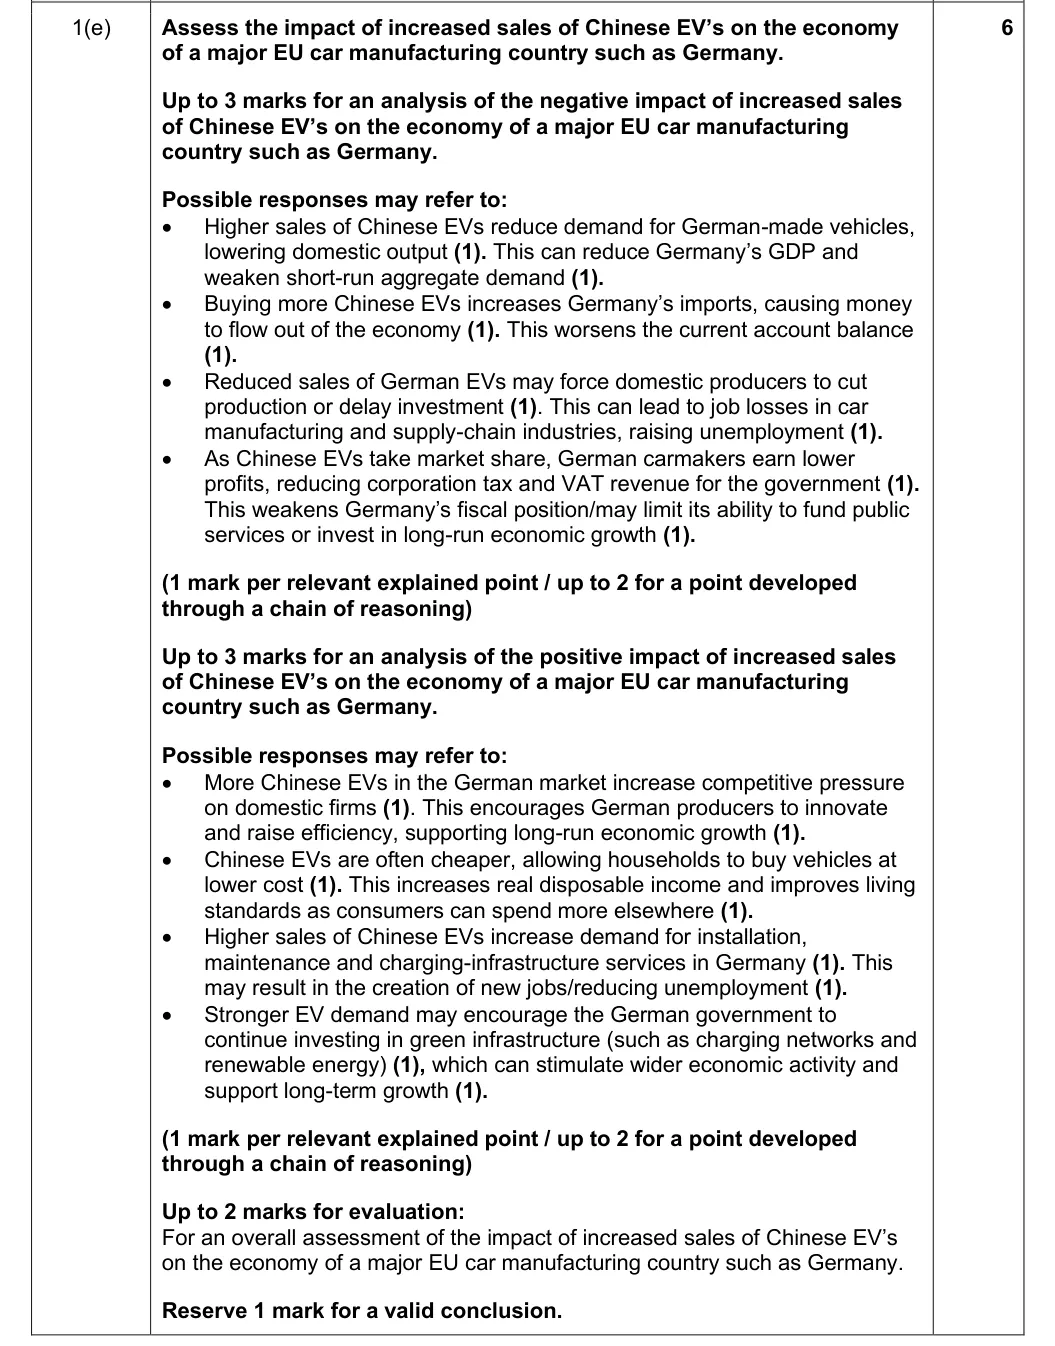 1(e)
Assess the impact of increased sales of Chinese EV’s on the economy
of a major EU car manufacturing country such as Germany.
6
Up to 3 marks for an analysis of the negative impact of increased sales
of Chinese EV’s on the economy of a major EU car manufacturing
country such as Germany.
Possible responses may refer to:
• Higher sales of Chinese EVs reduce demand for German-made vehicles,
lowering domestic output (1). This can reduce Germany’s GDP and
weaken short-run aggregate demand (1).
• Buying more Chinese EVs increases Germany’s imports, causing money
to flow out of the economy (1). This worsens the current account balance
(1).
• Reduced sales of German EVs may force domestic producers to cut
production or delay investment (1). This can lead to job losses in car
manufacturing and supply-chain industries, raising unemployment (1).
• As Chinese EVs take market share, German carmakers earn lower
profits, reducing corporation tax and VAT revenue for the government (1).
This weakens Germany’s fiscal position/may limit its ability to fund public
services or invest in long-run economic growth (1).
(1 mark per relevant explained point / up to 2 for a point developed
through a chain of reasoning)
Up to 3 marks for an analysis of the positive impact of increased sales
of Chinese EV’s on the economy of a major EU car manufacturing
country such as Germany.
Possible responses may refer to:
• More Chinese EVs in the German market increase competitive pressure
on domestic firms (1). This encourages German producers to innovate
and raise efficiency, supporting long-run economic growth (1).
• Chinese EVs are often cheaper, allowing households to buy vehicles at
lower cost (1). This increases real disposable income and improves living
standards as consumers can spend more elsewhere (1).
• Higher sales of Chinese EVs increase demand for installation,
maintenance and charging-infrastructure services in Germany (1). This
may result in the creation of new jobs/reducing unemployment (1).
• Stronger EV demand may encourage the German government to
continue investing in green infrastructure (such as charging networks and
renewable energy) (1), which can stimulate wider economic activity and
support long-term growth (1).
(1 mark per relevant explained point / up to 2 for a point developed
through a chain of reasoning)
Up to 2 marks for evaluation:
For an overall assessment of the impact of increased sales of Chinese EV’s
on the economy of a major EU car manufacturing country such as Germany.
Reserve 1 mark for a valid conclusion.